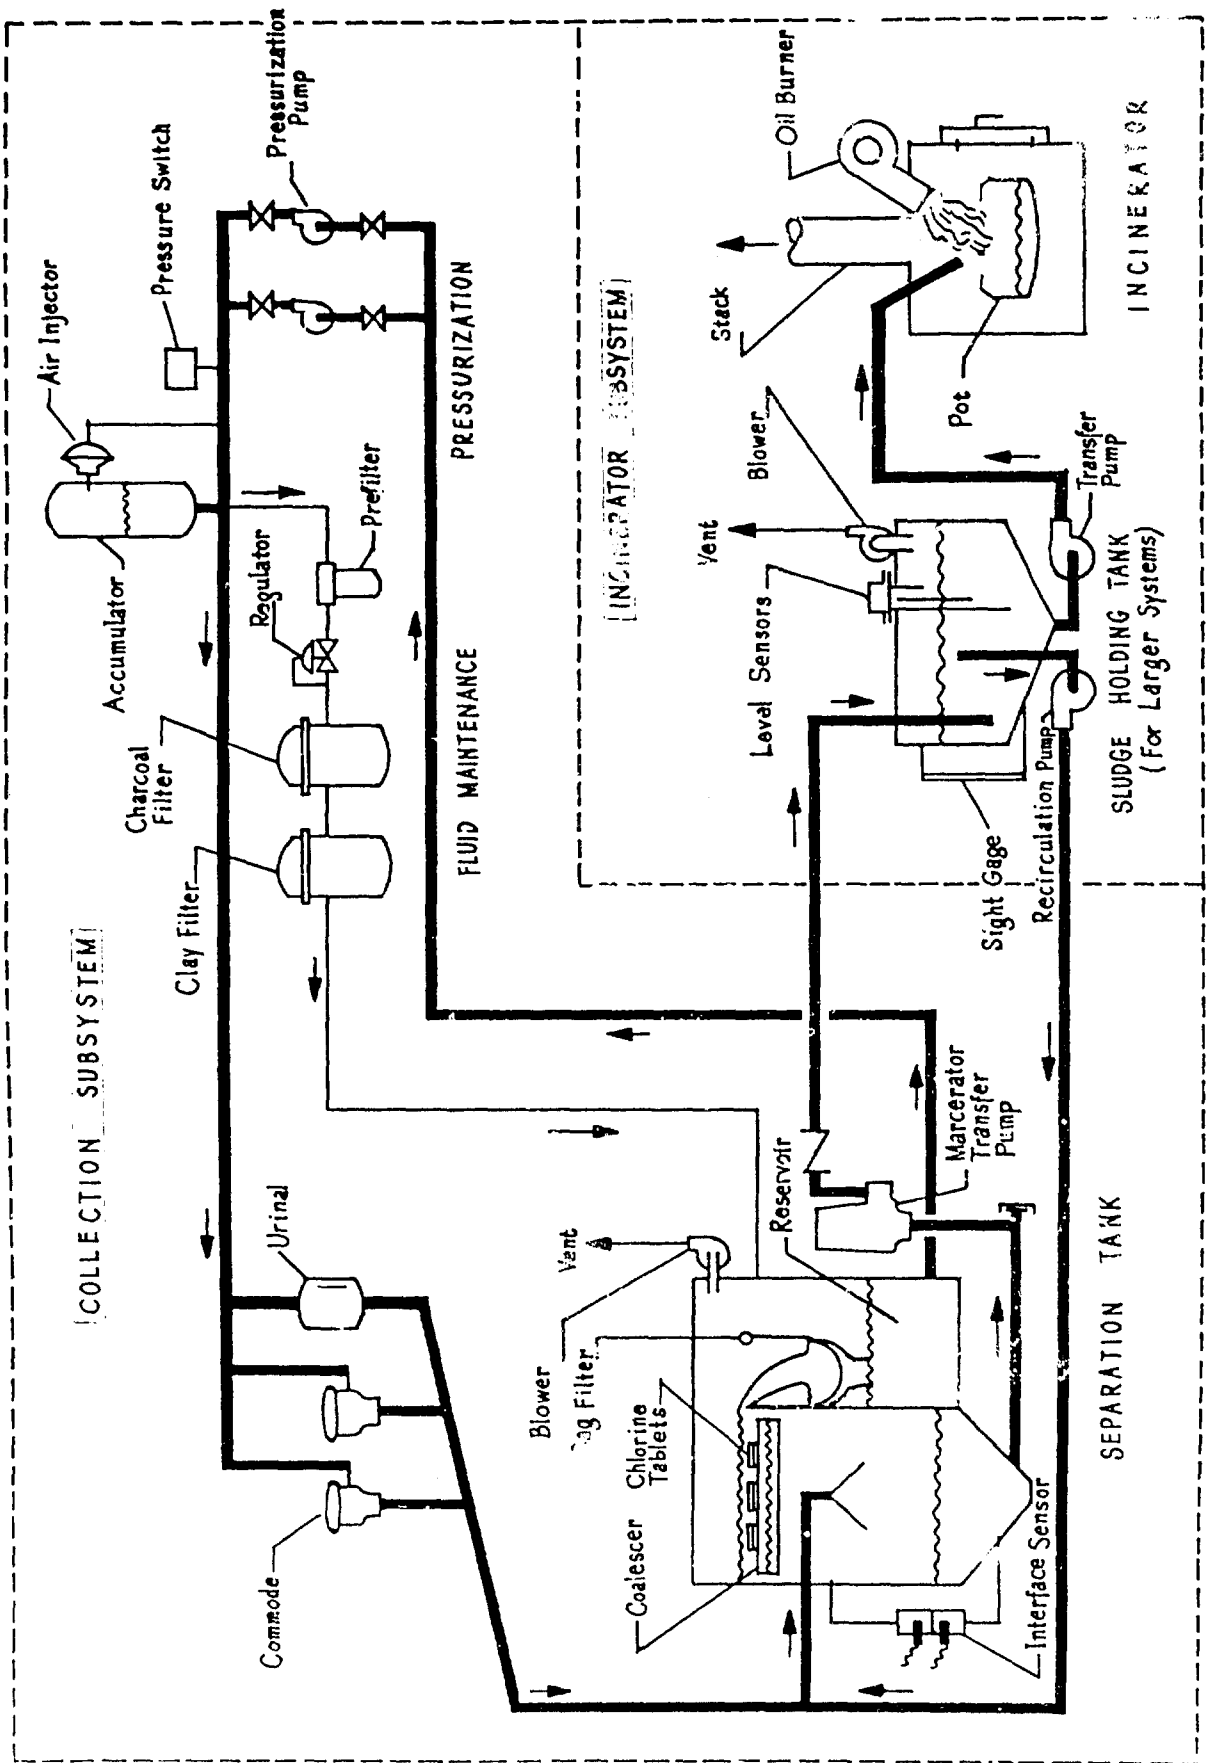 COLLECTION SUBSYSTEM
Commode
Urinal
Clay Filter
Charcoal
Filter
Accumulator
Air Injector
Pressure Switch
Pressurization
Pump
Regulator
Prefilter
FLUID MAINTENANCE
PRESSURIZATION
Blower
Vent
Filter
Coalescer
Chlorine
Tablets
Reservoir
Marcerator
Transfer
Pump
Interface Sensor
SEPARATION TANK
SUBSYSTEM
Level Sensors
Vent
Blower
Stack
Oil Burner
Sight Gage
Recirculation Pump
Transfer
Pump
Pot
SLUDGE HOLDING TANK
(For Larger Systems)
INCINERATOR